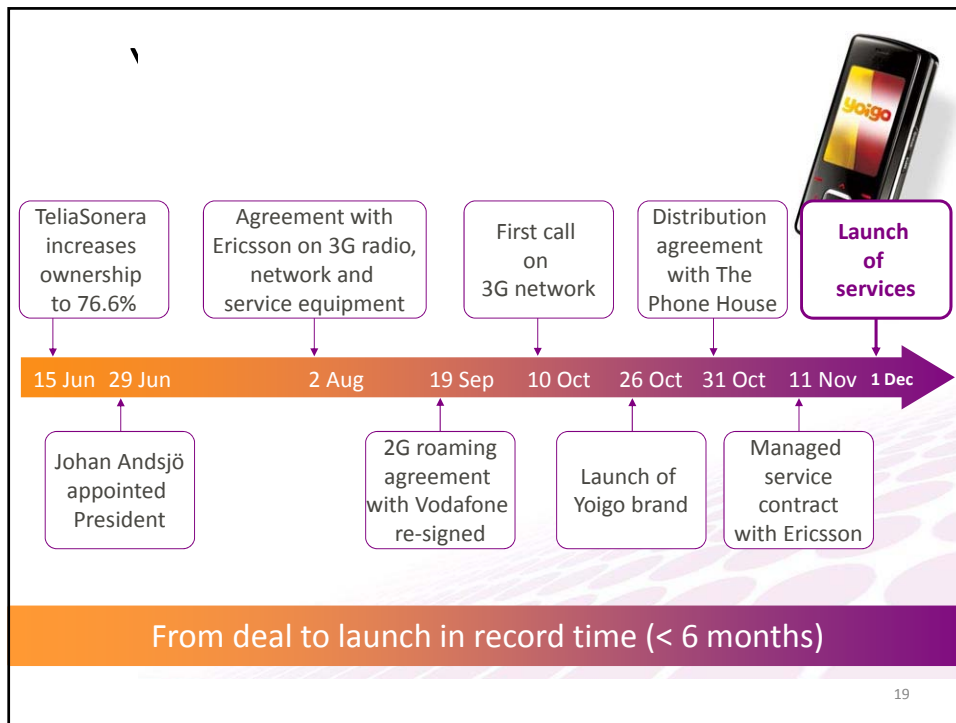 yoigo
TeliaSonera
increases
ownership
to 76.6%
Agreement with
Ericsson on 3G radio,
network and
service equipment
First call
on
3G network
Distribution
agreement
with The
Phone House
Launch
of
services
15 Jun 29 Jun 2 Aug 19 Sep 10 Oct 26 Oct 31 Oct 11 Nov 1 Dec
Johan Andsjö
appointed
President
2G roaming
agreement
with Vodafone
re-signed
Launch of
Yoigo brand
Managed
service
contract
with Ericsson
From deal to launch in record time (< 6 months)
19